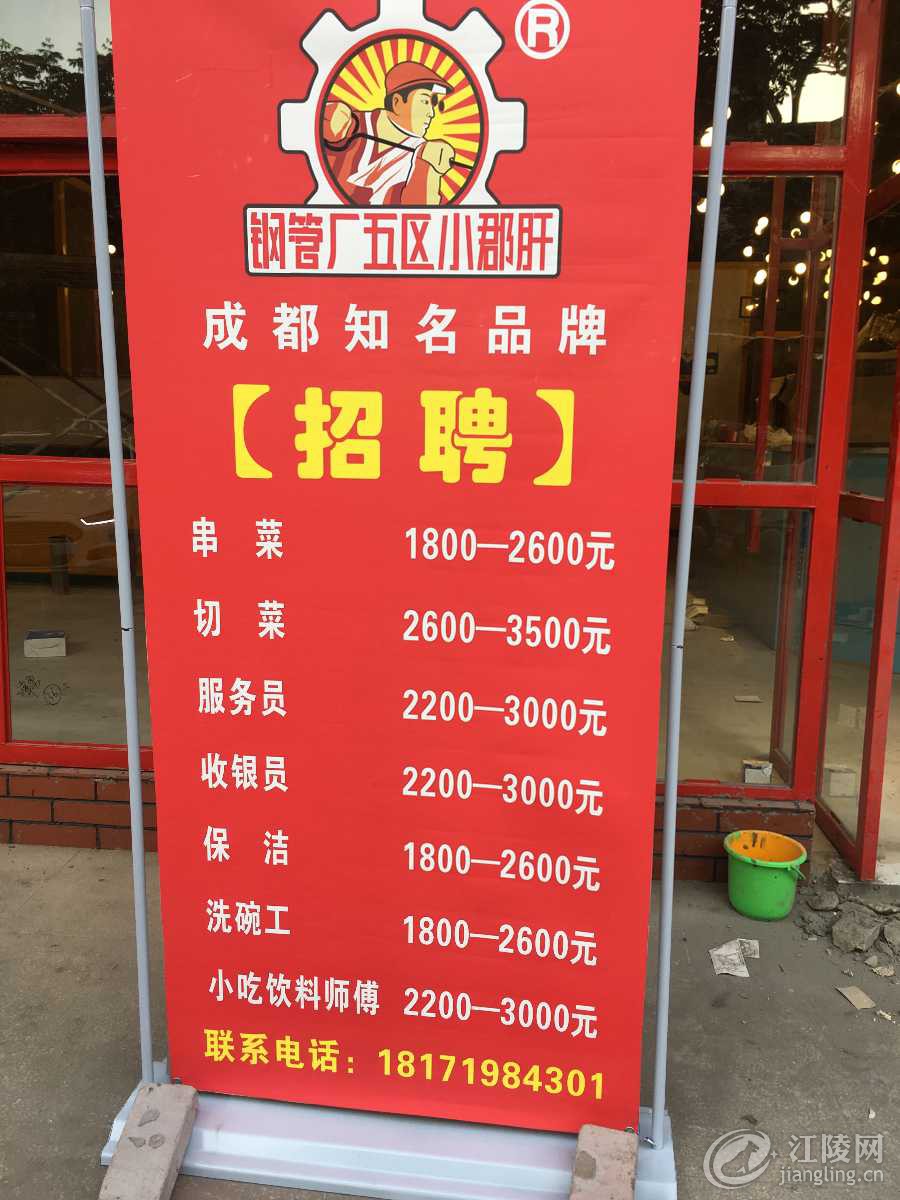 ®
钢管厂五区小郡肝
成都知名品牌
【招聘】
串菜 1800—2600元
切菜 2600—3500元
服务员 2200—3000元
收银员 2200—3000元
保洁 1800—2600元
洗碗工 1800—2600元
小吃饮料师傅 2200—3000元
联系电话：18171984301
江陵网
jiangling.cn